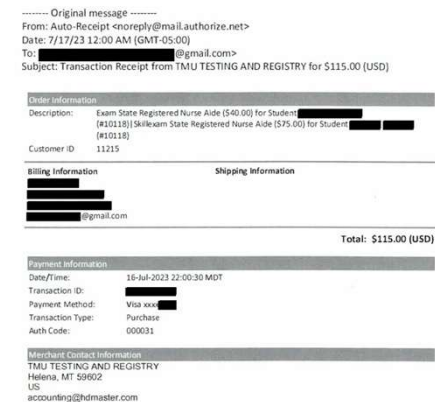 -------- Original message --------
From: Auto-Receipt <noreply@mail.authorize.net>
Date: 7/17/23 12:00 AM (GMT-05:00)
To: @gmail.com>
Subject: Transaction Receipt from TMU TESTING AND REGISTRY for $115.00 (USD)
Order Information
Description: Exam State Registered Nurse Aide ($40.00) for Student
(#10118)|Skillexam State Registered Nurse Aide ($75.00) for Student
(#10118)
Customer ID 11215
Billing Information Shipping Information
@gmail.com
Total: $115.00 (USD)
Payment Information
Date/Time: 16-Jul-2023 22:00:30 MDT
Transaction ID:
Payment Method: Visa xxxx
Transaction Type: Purchase
Auth Code: 000031
Merchant Contact Information
TMU TESTING AND REGISTRY
Helena, MT 59602
US
accounting@hdmaster.com